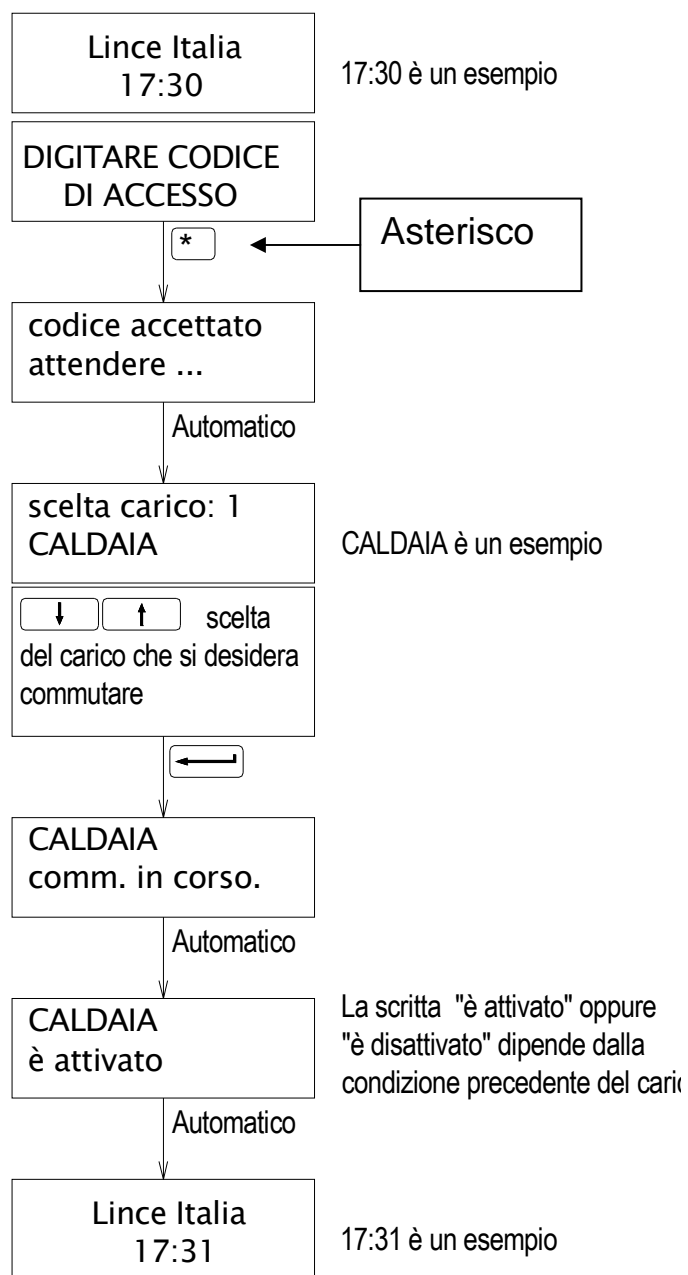 Lince Italia
17:30
17:30 è un esempio
DIGITARE CODICE
DI ACCESSO
*
Asterisco
codice accettato
attendere ...
Automatico
scelta carico: 1
CALDAIA
CALDAIA è un esempio
scelta
del carico che si desidera
commutare
CALDAIA
comm. in corso.
Automatico
CALDAIA
è attivato
La scritta "è attivato" oppure
"è disattivato" dipende dalla
condizione precedente del
Automatico
Lince Italia
17:31
17:31 è un esempio